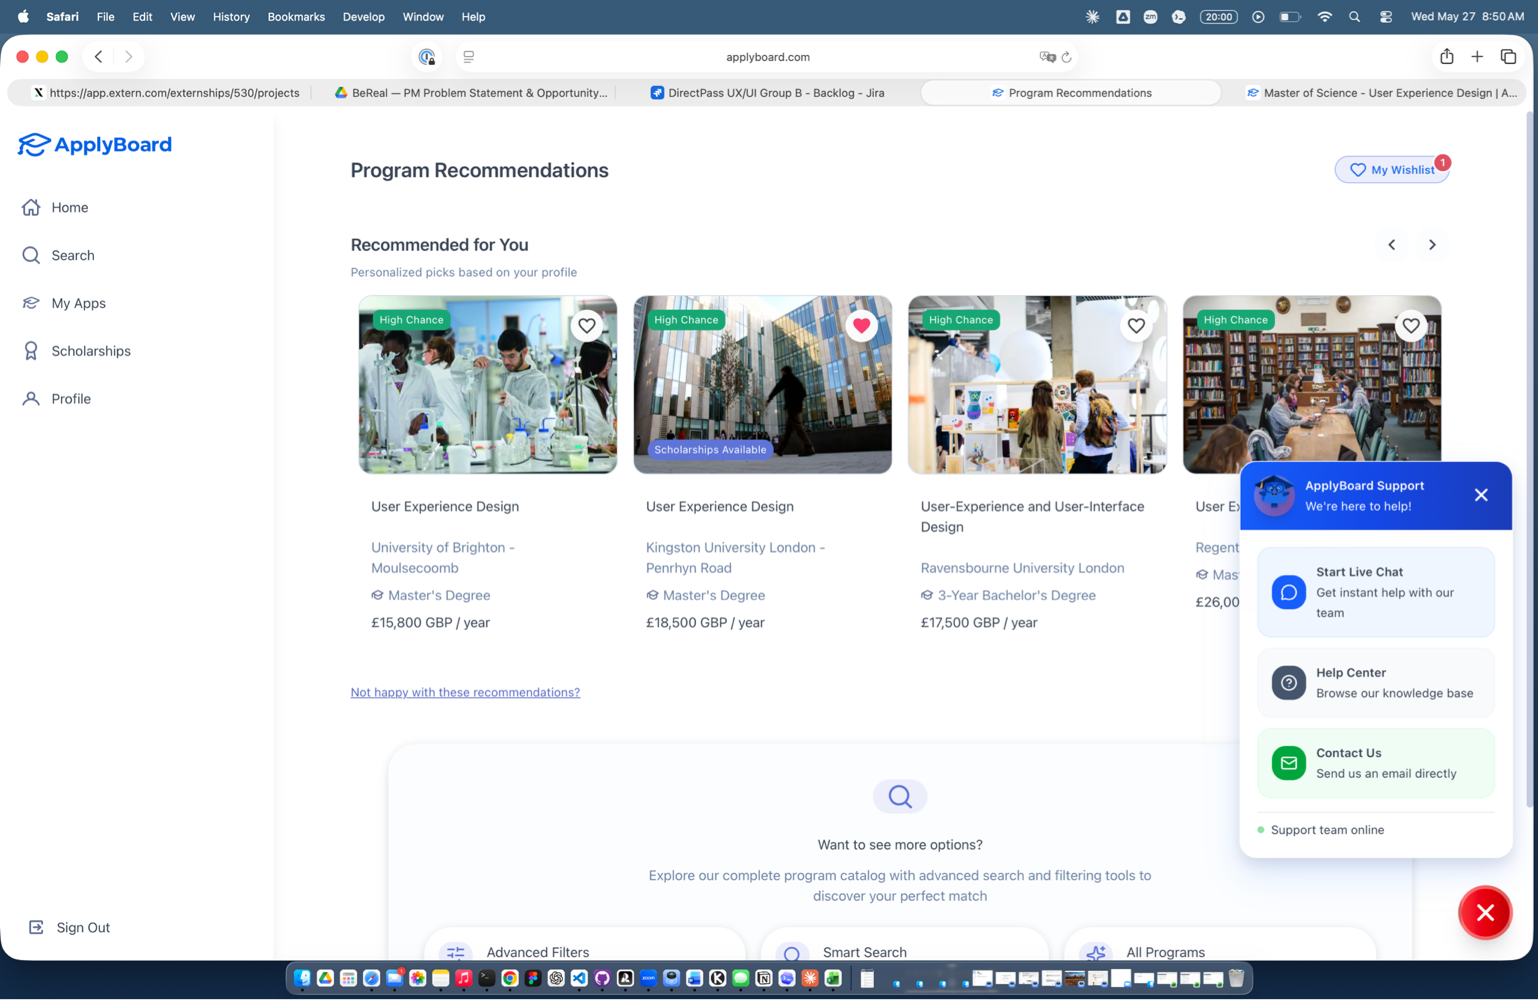 Safari File Edit View History Bookmarks Develop Window Help
zm
20:00
Wed May 27 8:50 AM
applyboard.com
X https://app.extern.com/externships/530/projects
BeReal — PM Problem Statement & Opportunity...
DirectPass UX/UI Group B - Backlog - Jira
Program Recommendations
Master of Science - User Experience Design | A...
ApplyBoard
Home
Search
My Apps
Scholarships
Profile
Sign Out
Program Recommendations
My Wishlist
1
Recommended for You
Personalized picks based on your profile
High Chance
User Experience Design
University of Brighton -
Moulsecoomb
Master's Degree
£15,800 GBP / year
High Chance
Scholarships Available
User Experience Design
Kingston University London -
Penrhyn Road
Master's Degree
£18,500 GBP / year
High Chance
User-Experience and User-Interface
Design
Ravensbourne University London
3-Year Bachelor's Degree
£17,500 GBP / year
High Chance
User E
Regent
Mas
£26,00
Not happy with these recommendations?
Want to see more options?
Explore our complete program catalog with advanced search and filtering tools to
discover your perfect match
Advanced Filters
Smart Search
All Programs
ApplyBoard Support
We're here to help!
Start Live Chat
Get instant help with our
team
Help Center
Browse our knowledge base
Contact Us
Send us an email directly
Support team online